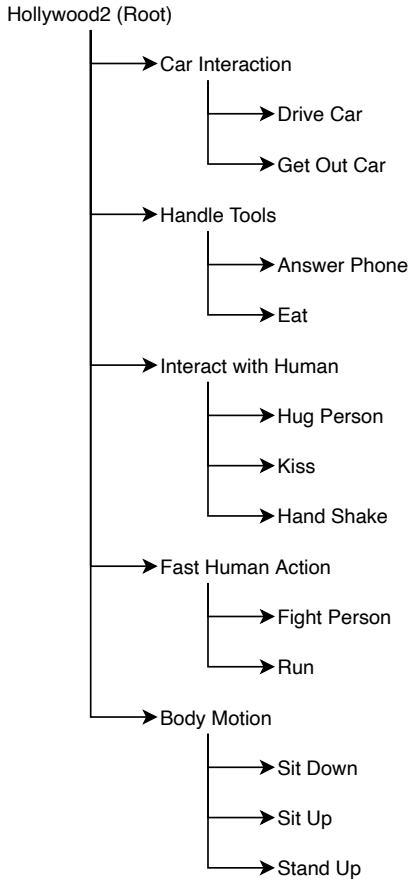 Hollywood2 (Root)
Car Interaction
Drive Car
Get Out Car
Handle Tools
Answer Phone
Eat
Interact with Human
Hug Person
Kiss
Hand Shake
Fast Human Action
Fight Person
Run
Body Motion
Sit Down
Sit Up
Stand Up